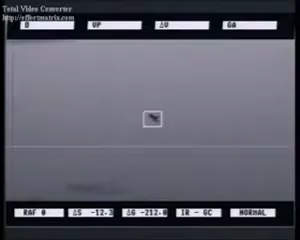 Total Video Converter
http://effectmatrix.com
0 VP ΔV GA
RAF 0 ΔS -12.3 ΔG -212.0 IR - GC NORMAL